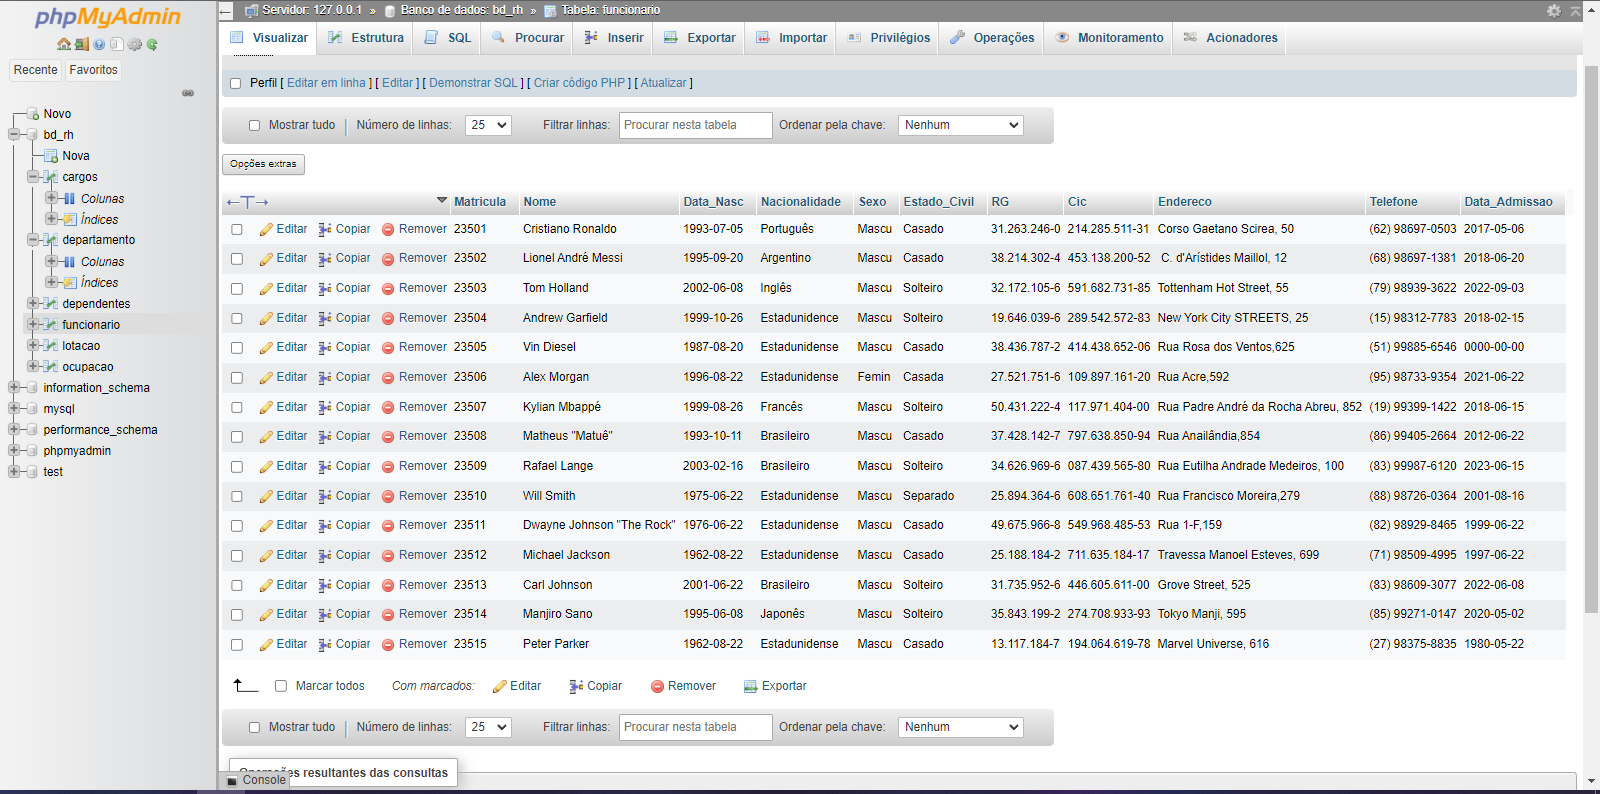 phpMyAdmin
Recente Favoritos
Novo
bd_rh
Nova
cargos
Colunas
Índices
departamento
Colunas
Índices
dependentes
funcionario
lotacao
ocupacao
information_schema
mysql
performance_schema
phpmyadmin
test
Servidor: 127.0.0.1 » Banco de dados: bd_rh » Tabela: funcionario
Visualizar Estrutura SQL Procurar Inserir Exportar Importar Privilégios Operações Monitoramento Acionadores
Perfil [ Editar em linha ] [ Editar ] [ Demonstrar SQL ] [ Criar código PHP ] [ Atualizar ]
Mostrar tudo | Número de linhas: 25 Filtrar linhas: Procurar nesta tabela Ordenar pela chave: Nenhum
Opções extras
←T→ Matricula Nome Data_Nasc Nacionalidade Sexo Estado_Civil RG Cic Endereco Telefone Data_Admissao
Editar Copiar Remover 23501 Cristiano Ronaldo 1993-07-05 Português Mascu Casado 31.263.246-0 214.285.511-31 Corso Gaetano Scirea, 50 (62) 98697-0503 2017-05-06
Editar Copiar Remover 23502 Lionel André Messi 1995-09-20 Argentino Mascu Casado 38.214.302-4 453.138.200-52 C. d'Arístides Maillol, 12 (68) 98697-1381 2018-06-20
Editar Copiar Remover 23503 Tom Holland 2002-06-08 Inglês Mascu Solteiro 32.172.105-6 591.682.731-85 Tottenham Hot Street, 55 (79) 98939-3622 2022-09-03
Editar Copiar Remover 23504 Andrew Garfield 1999-10-26 Estadunidence Mascu Solteiro 19.646.039-6 289.542.572-83 New York City STREETS, 25 (15) 98312-7783 2018-02-15
Editar Copiar Remover 23505 Vin Diesel 1987-08-20 Estadunidense Mascu Casado 38.436.787-2 414.438.652-06 Rua Rosa dos Ventos,625 (51) 99885-6546 0000-00-00
Editar Copiar Remover 23506 Alex Morgan 1996-08-22 Estadunidense Femin Casada 27.521.751-6 109.897.161-20 Rua Acre,592 (95) 98733-9354 2021-06-22
Editar Copiar Remover 23507 Kylian Mbappé 1999-08-26 Francês Mascu Solteiro 50.431.222-4 117.971.404-00 Rua Padre André da Rocha Abreu, 852 (19) 99399-1422 2018-06-15
Editar Copiar Remover 23508 Matheus "Matuê" 1993-10-11 Brasileiro Mascu Casado 37.428.142-7 797.638.850-94 Rua Anailândia,854 (86) 99405-2664 2012-06-22
Editar Copiar Remover 23509 Rafael Lange 2003-02-16 Brasileiro Mascu Solteiro 34.626.969-6 087.439.565-80 Rua Eutilha Andrade Medeiros, 100 (83) 99987-6120 2023-06-15
Editar Copiar Remover 23510 Will Smith 1975-06-22 Estadunidense Mascu Separado 25.894.364-6 608.651.761-40 Rua Francisco Moreira,279 (88) 98726-0364 2001-08-16
Editar Copiar Remover 23511 Dwayne Johnson "The Rock" 1976-06-22 Estadunidense Mascu Casado 49.675.966-8 549.968.485-53 Rua 1-F,159 (82) 98929-8465 1999-06-22
Editar Copiar Remover 23512 Michael Jackson 1962-08-22 Estadunidense Mascu Casado 25.188.184-2 711.635.184-17 Travessa Manoel Esteves, 699 (71) 98509-4995 1997-06-22
Editar Copiar Remover 23513 Carl Johnson 2001-06-22 Brasileiro Mascu Solteiro 31.735.952-6 446.605.611-00 Grove Street, 525 (83) 98609-3077 2022-06-08
Editar Copiar Remover 23514 Manjiro Sano 1995-06-08 Japonês Mascu Solteiro 35.843.199-2 274.708.933-93 Tokyo Manji, 595 (85) 99271-0147 2020-05-02
Editar Copiar Remover 23515 Peter Parker 1962-08-22 Estadunidense Mascu Casado 13.117.184-7 194.064.619-78 Marvel Universe, 616 (27) 98375-8835 1980-05-22
Marcar todos Com marcados: Editar Copiar Remover Exportar
Mostrar tudo | Número de linhas: 25 Filtrar linhas: Procurar nesta tabela Ordenar pela chave: Nenhum
Operações resultantes das consultas
Console